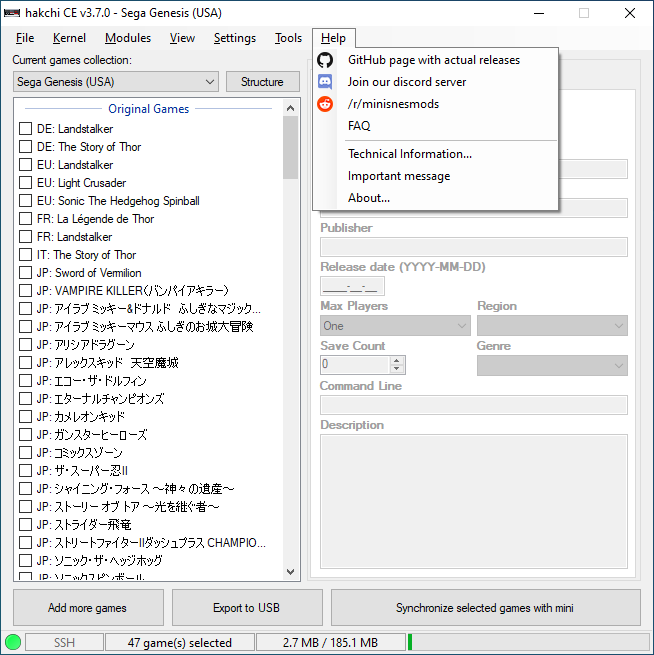 hakchi CE v3.7.0 - Sega Genesis (USA)
File Kernel Modules View Settings Tools Help
Current games collection:
Sega Genesis (USA) Structure
Original Games
DE: Landstalker
DE: The Story of Thor
EU: Landstalker
EU: Light Crusader
EU: Sonic The Hedgehog Spinball
FR: La Légende de Thor
FR: Landstalker
IT: The Story of Thor
JP: Sword of Vermilion
JP: VAMPIRE KILLER(バンパイアキラー)
JP: アイラブ ミッキー&ドナルド ふしぎなマジック...
JP: アイラブ ミッキーマウス ふしぎのお城大冒険
JP: アリシアドラグーン
JP: アレックスキッド 天空魔城
JP: エコー・ザ・ドルフィン
JP: エターナルチャンピオンズ
JP: カメレオンキッド
JP: ガンスターヒーローズ
JP: コミックスゾーン
JP: ザ・スーパー忍II
JP: シャイニング・フォース ～神々の遺産～
JP: ストーリー オブ トア ～光を継ぐ者～
JP: ストライダー飛竜
JP: ストリートファイターIIダッシュプラス CHAMPIO...
JP: ソニック・ザ・ヘッジホッグ
JP: ソニックスピンボール
GitHub page with actual releases
Join our discord server
/r/minisnesmods
FAQ
Technical Information...
Important message
About...
Publisher
Release date (YYYY-MM-DD)
____-__-__
Max Players Region
One
Save Count Genre
0
Command Line
Description
Add more games Export to USB Synchronize selected games with mini
SSH 47 game(s) selected 2.7 MB / 185.1 MB